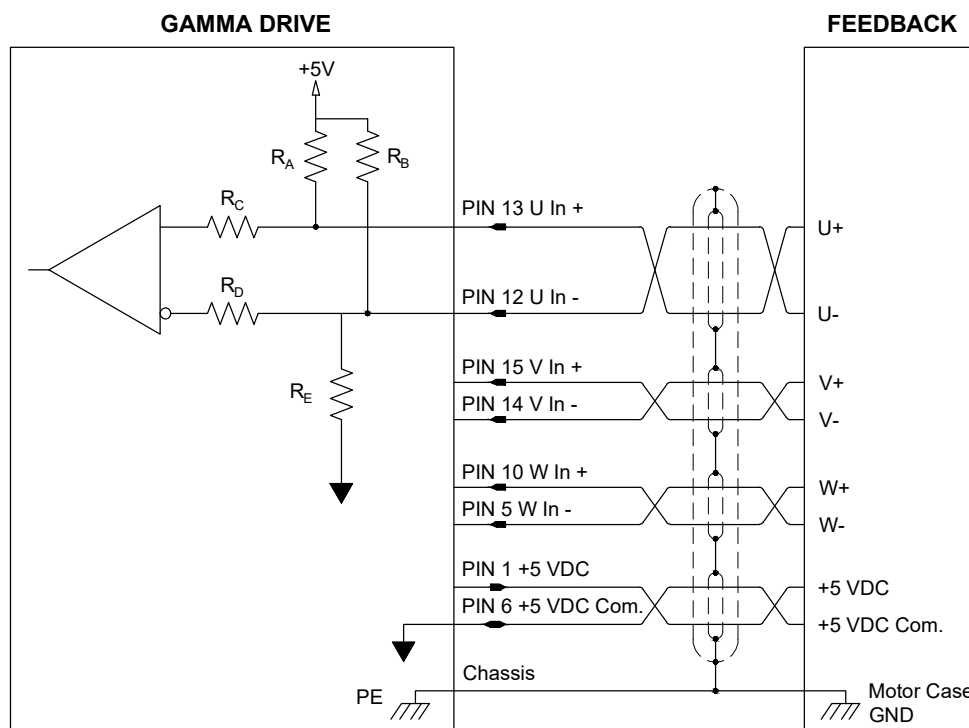 GAMMA DRIVE
FEEDBACK
+5V
RA
RB
RC
RD
RE
PIN 13 U In +
U+
PIN 12 U In -
U-
PIN 15 V In +
V+
PIN 14 V In -
V-
PIN 10 W In +
W+
PIN 5 W In -
W-
PIN 1 +5 VDC
+5 VDC
PIN 6 +5 VDC Com.
+5 VDC Com.
Chassis
PE
Motor Case
GND